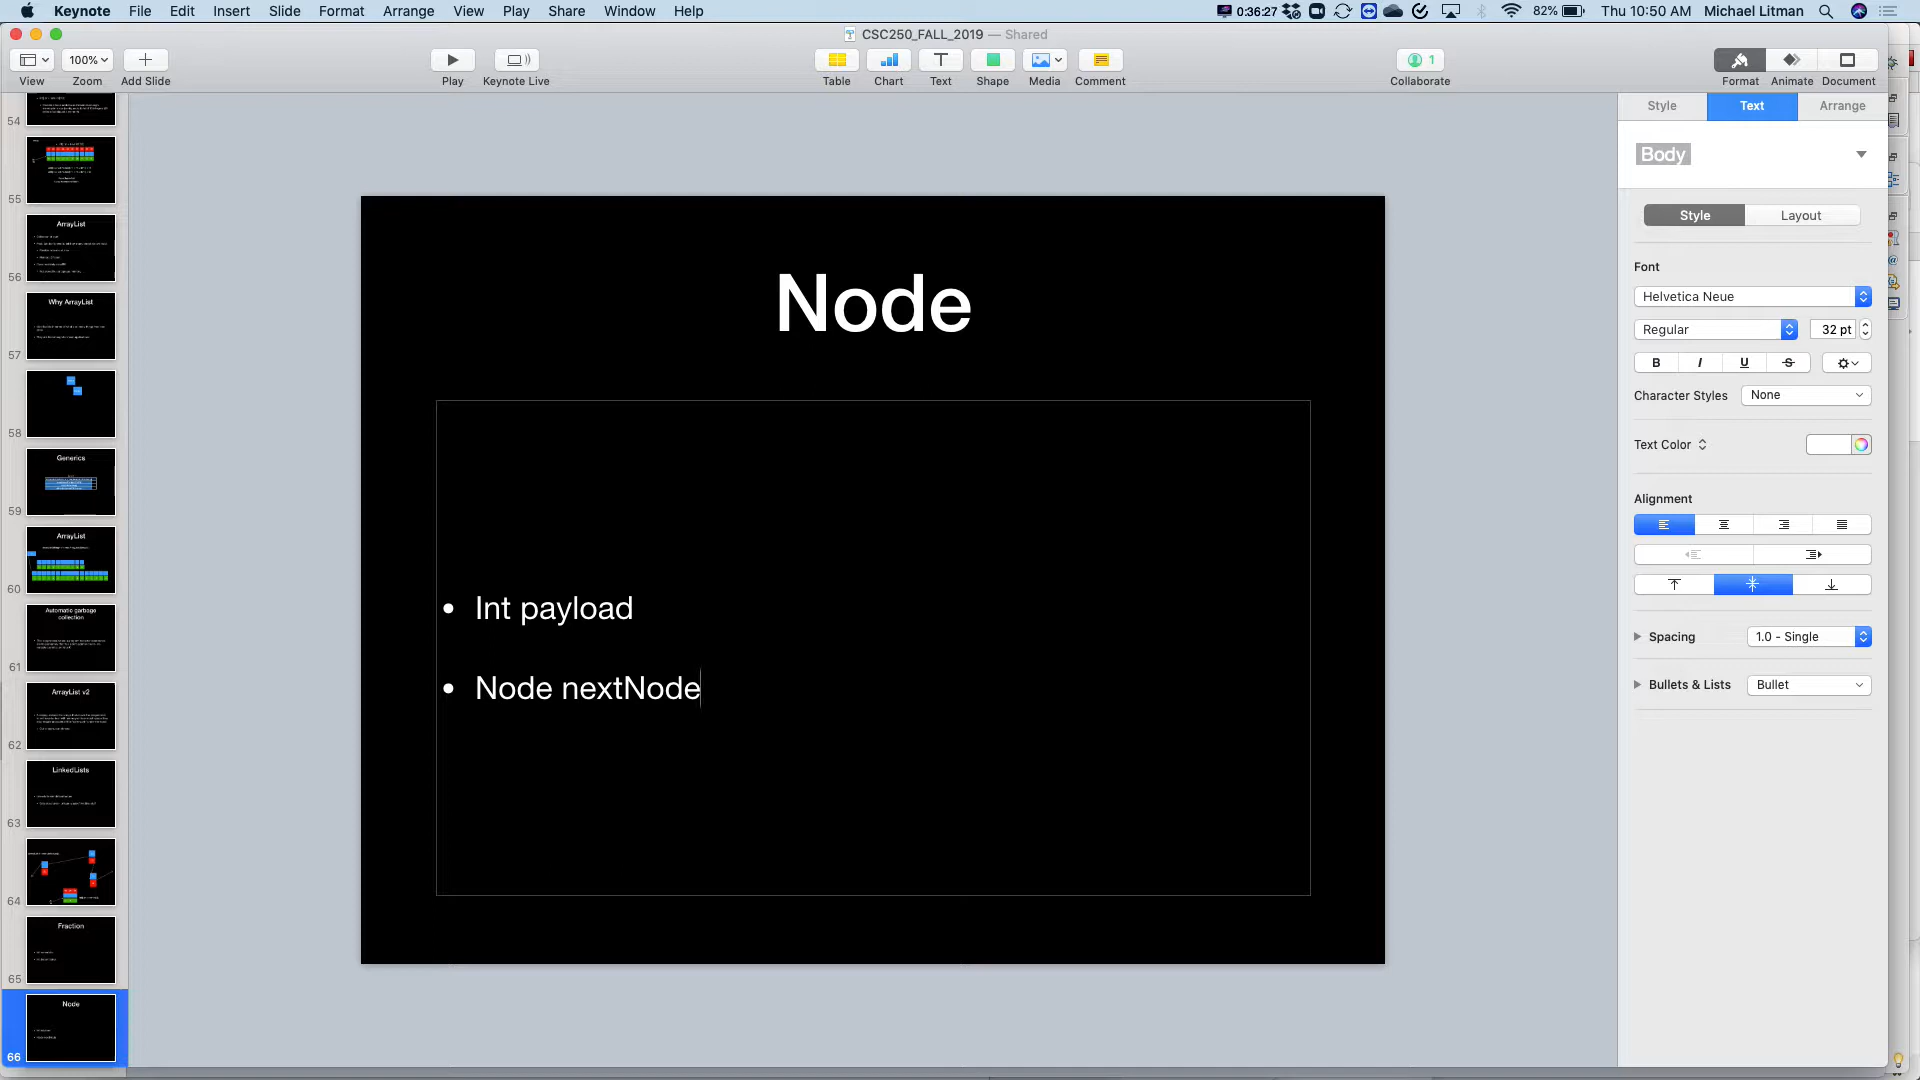 Keynote File Edit Insert Slide Format Arrange View Play Share Window Help
0:36:27 82% Thu 10:50 AM Michael Litman
CSC250_FALL_2019 — Shared
100%
View Zoom Add Slide Play Keynote Live Table Chart Text Shape Media Comment Collaborate Format Animate Document
1
Style Text Arrange
Body
Style Layout
Font
Helvetica Neue
Regular 32 pt
B I U S
Character Styles None
Text Color
Alignment
Spacing 1.0 - Single
Bullets & Lists Bullet
Node
• Int payload
• Node nextNode
54
55
ArrayList
56
Why ArrayList
57
58
Generics
59
ArrayList
60
Automatic garbage
collection
61
ArrayList v2
62
LinkedLists
63
64
Fraction
65
Node
66